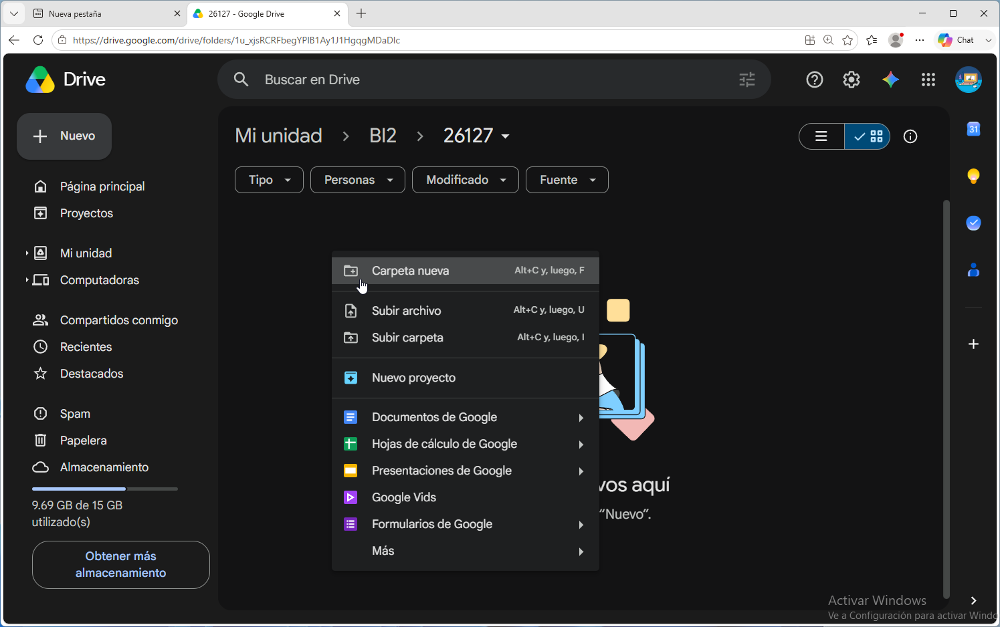 Nueva pestaña
26127 - Google Drive
https://drive.google.com/drive/folders/1u_xjsRCRFbegYPlB1Ay1J1HgqgMDaDlc
Chat
Drive
Buscar en Drive
Nuevo
Mi unidad > BI2 > 26127
31
Tipo
Personas
Modificado
Fuente
Página principal
Proyectos
Mi unidad
Computadoras
Compartidos conmigo
Recientes
Destacados
Spam
Papelera
Almacenamiento
9.69 GB de 15 GB
utilizado(s)
Obtener más
almacenamiento
Carpeta nueva Alt+C y, luego, F
Subir archivo Alt+C y, luego, U
Subir carpeta Alt+C y, luego, I
Nuevo proyecto
Documentos de Google
Hojas de cálculo de Google
Presentaciones de Google
Google Vids
Formularios de Google
Más
vos aquí
“Nuevo”.
Activar Windows
Ve a Configuración para activar Windo